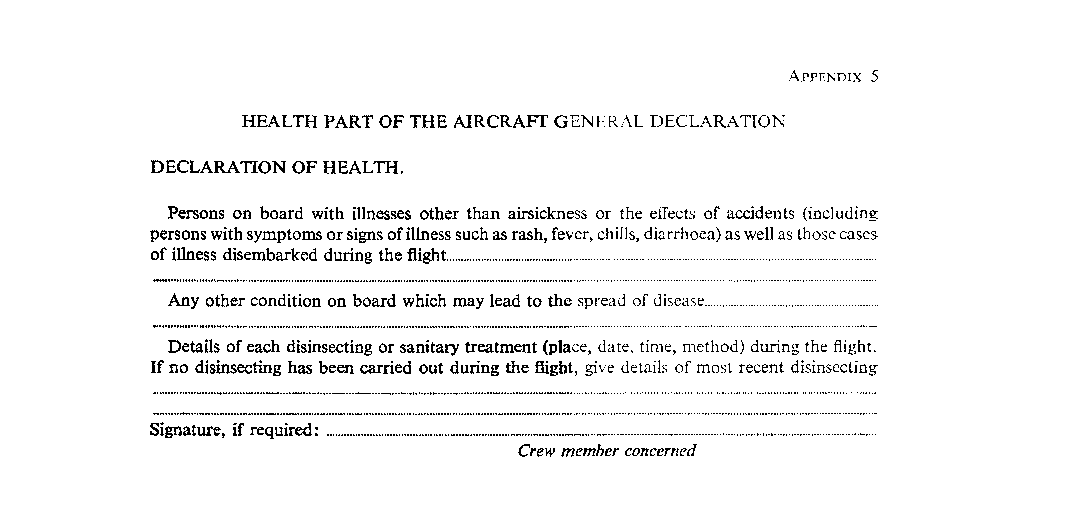 APPENDIX 5
HEALTH PART OF THE AIRCRAFT GENERAL DECLARATION
DECLARATION OF HEALTH.
Persons on board with illnesses other than airsickness or the effects of accidents (including
persons with symptoms or signs of illness such as rash, fever, chills, diarrhoea) as well as those cases
of illness disembarked during the flight
Any other condition on board which may lead to the spread of disease
Details of each disinsecting or sanitary treatment (place, date, time, method) during the flight.
If no disinsecting has been carried out during the flight, give details of most recent disinsecting
Signature, if required:
Crew member concerned